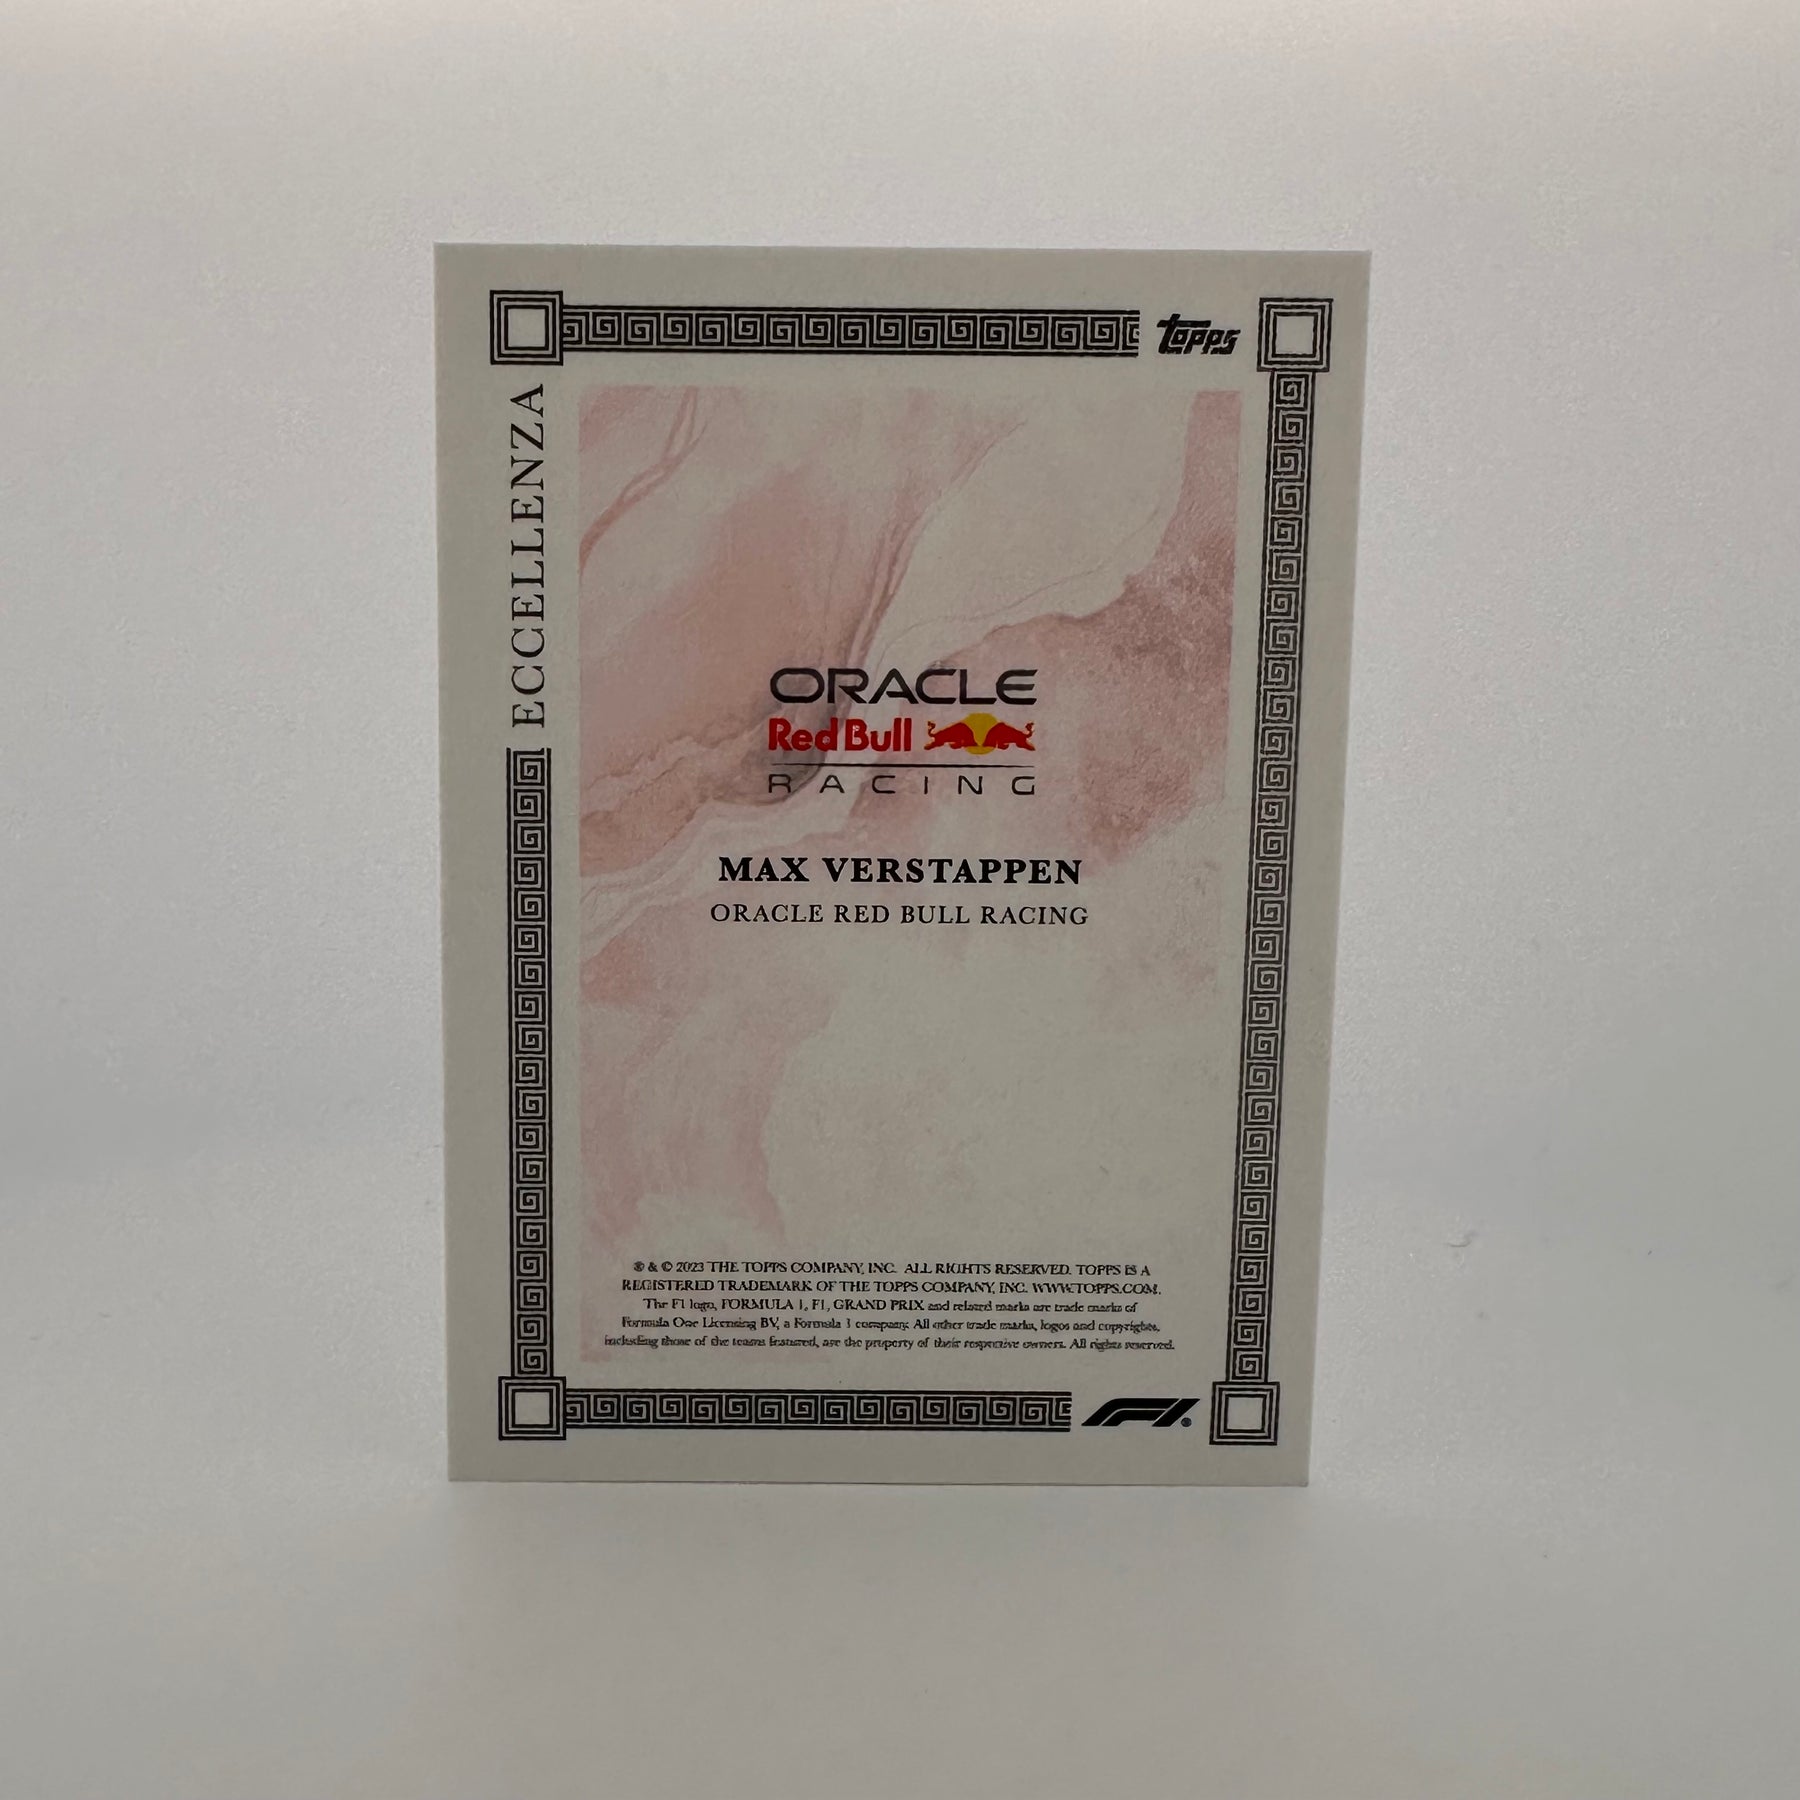 topps
ECCELLENZA
ORACLE
Red Bull
RACING
MAX VERSTAPPEN
ORACLE RED BULL RACING
® & © 2023 THE TOPPS COMPANY, INC. ALL RIGHTS RESERVED. TOPPS IS A
REGISTERED TRADEMARK OF THE TOPPS COMPANY, INC. WWW.TOPPS.COM.
The F1 logo, FORMULA 1, F1, GRAND PRIX and related marks are trade marks of
Formula One Licensing BV, a Formula 1 company. All other trade marks, logos and copyrights,
including those of the teams featured, are the property of their respective owners. All rights reserved.
F1®